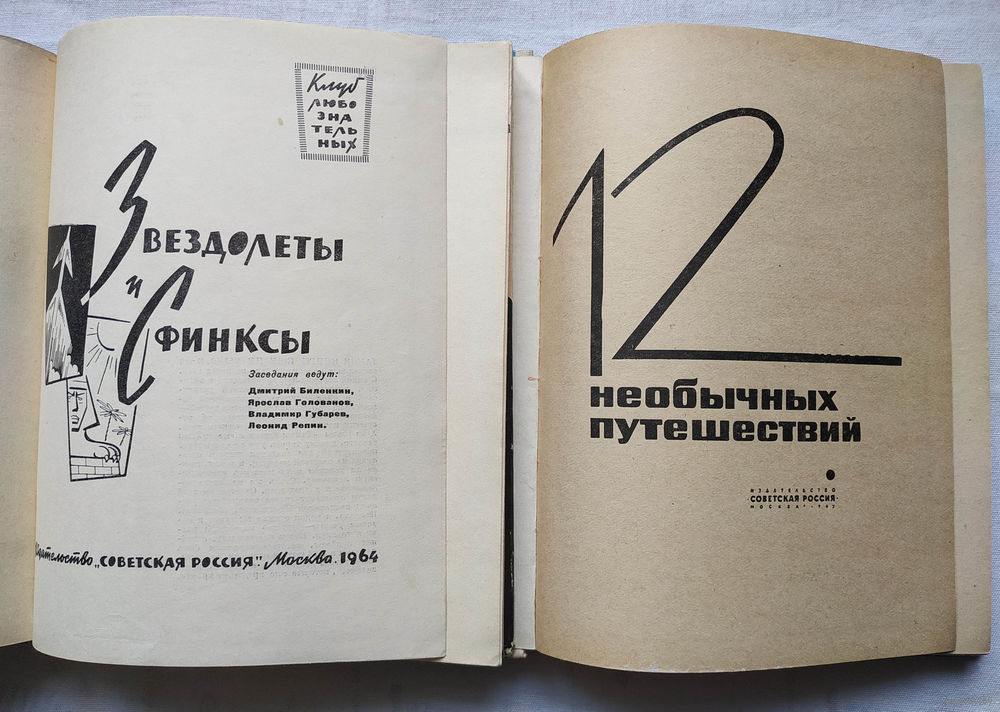 Клуб
любо
зна
тель
ных
Звездолеты
и
Сфинксы
Заседания ведут:
Дмитрий Биленкин,
Ярослав Голованов,
Владимир Губарев,
Леонид Репин.
„СОВЕТСКАЯ РОССИЯ“. Москва. 1964
12
необычных
путешествий
ИЗДАТЕЛЬСТВО
СОВЕТСКАЯ РОССИЯ
МОСКВА